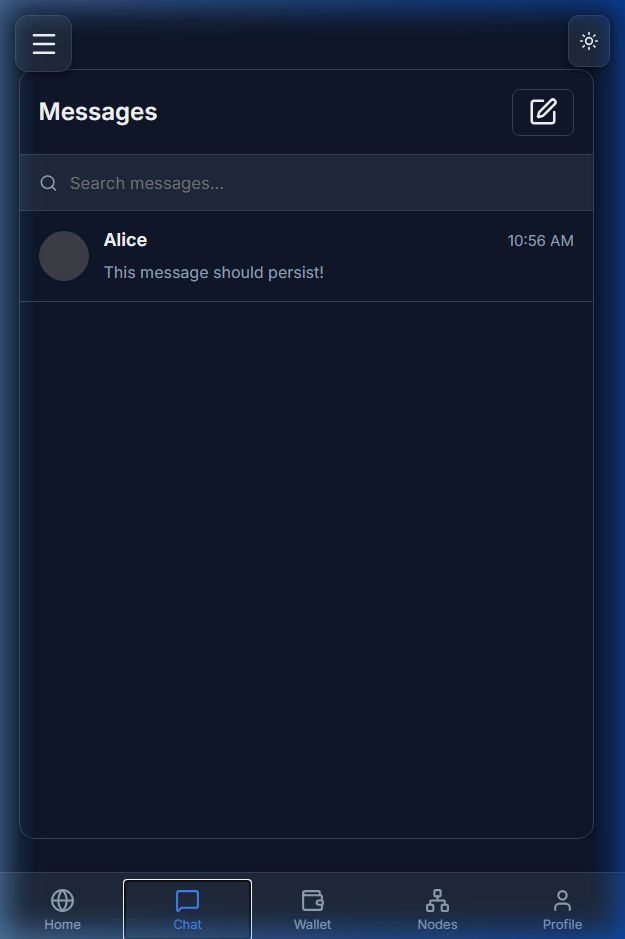 Messages
Search messages...
Alice
10:56 AM
This message should persist!
Home
Chat
Wallet
Nodes
Profile